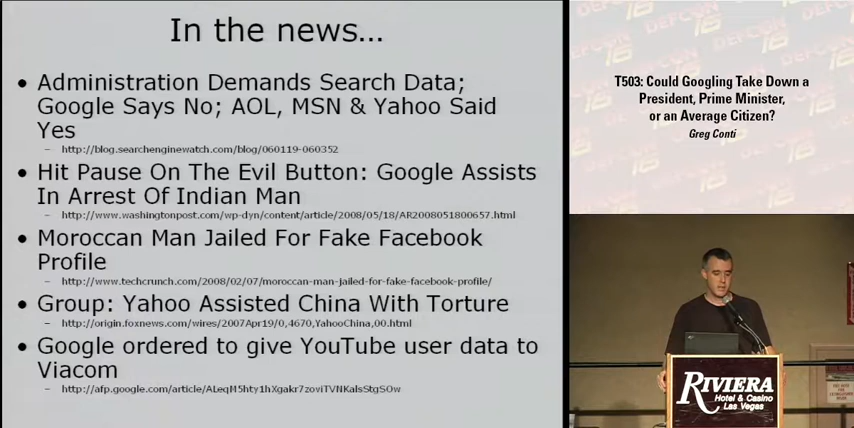 In the news...
• Administration Demands Search Data;
Google Says No; AOL, MSN & Yahoo Said
Yes
– http://blog.searchenginewatch.com/blog/060119-060352
• Hit Pause On The Evil Button: Google Assists
In Arrest Of Indian Man
– http://www.washingtonpost.com/wp-dyn/content/article/2008/05/18/AR2008051800657.html
• Moroccan Man Jailed For Fake Facebook
Profile
– http://www.techcrunch.com/2008/02/07/moroccan-man-jailed-for-fake-facebook-profile/
• Group: Yahoo Assisted China With Torture
– http://origin.foxnews.com/wires/2007Apr19/0,4670,YahooChina,00.html
• Google ordered to give YouTube user data to
Viacom
– http://afp.google.com/article/ALeqM5hty1hXgakr7zoviTVNKalsStgSOw
T503: Could Googling Take Down a
President, Prime Minister,
or an Average Citizen?
Greg Conti
RIVIERA
Hotel & Casino
Las Vegas